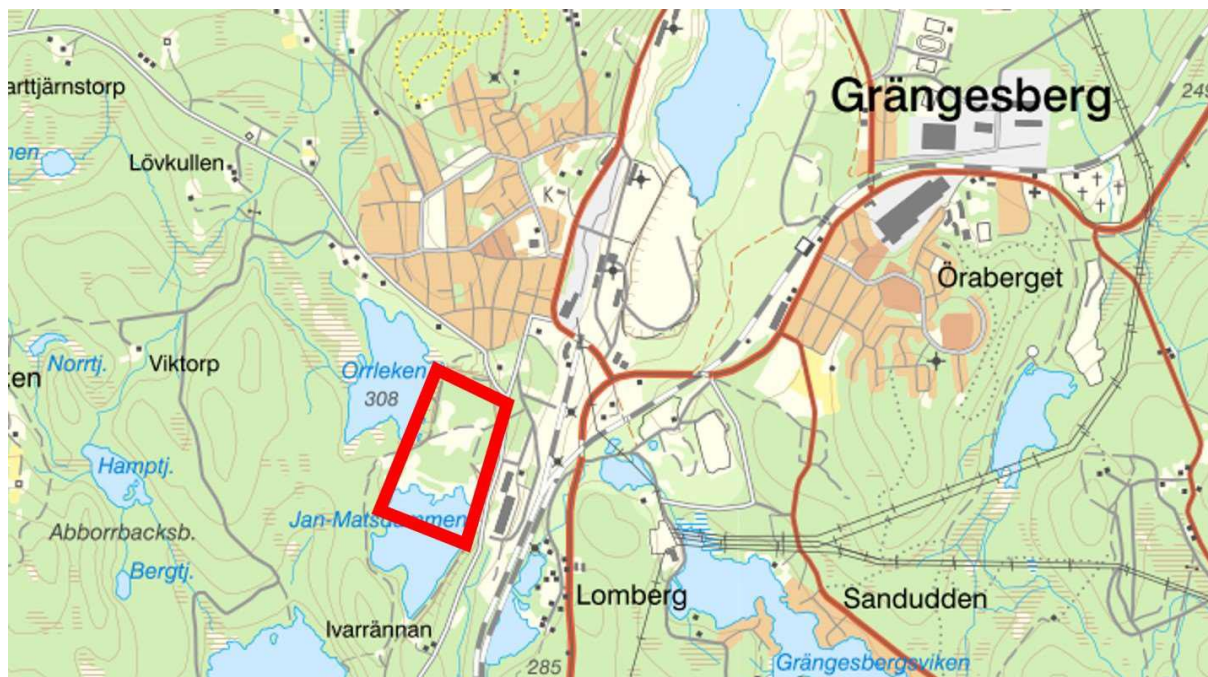 Grängesberg
249
arttjärnstorp
Lövkullen
K
Öraberget
Norrtj.
Viktorp
Orrleken
308
Hamptj.
Jan-Matsdammen
Abborrbacksb.
Bergtj.
Lomberg
Sandudden
Ivarrännan
285
Grängesbergsviken